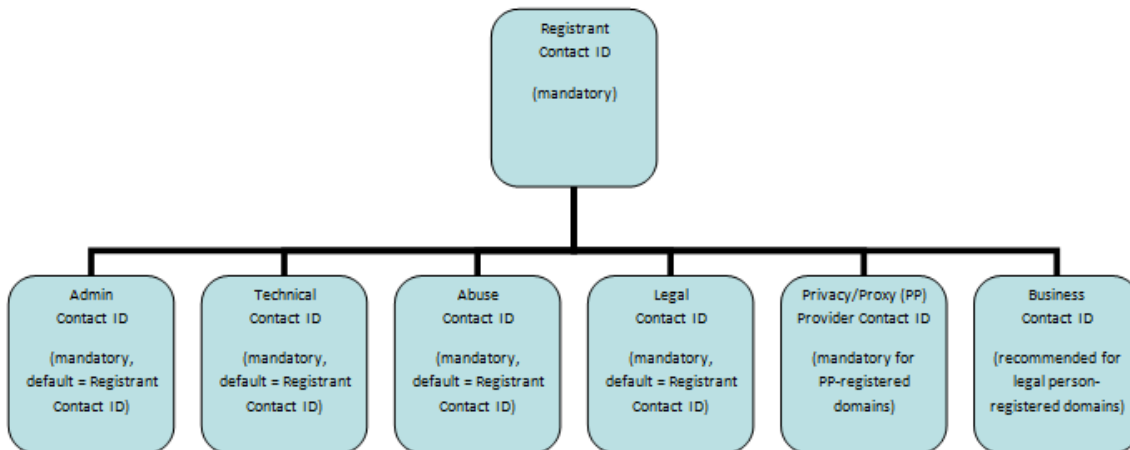 Registrant
Contact ID
(mandatory)
Admin
Contact ID
(mandatory,
default = Registrant
Contact ID)
Technical
Contact ID
(mandatory,
default = Registrant
Contact ID)
Abuse
Contact ID
(mandatory,
default = Registrant
Contact ID)
Legal
Contact ID
(mandatory,
default = Registrant
Contact ID)
Privacy/Proxy (PP)
Provider Contact ID
(mandatory for
PP-registered
domains)
Business
Contact ID
(recommended for
legal person-
registered domains)